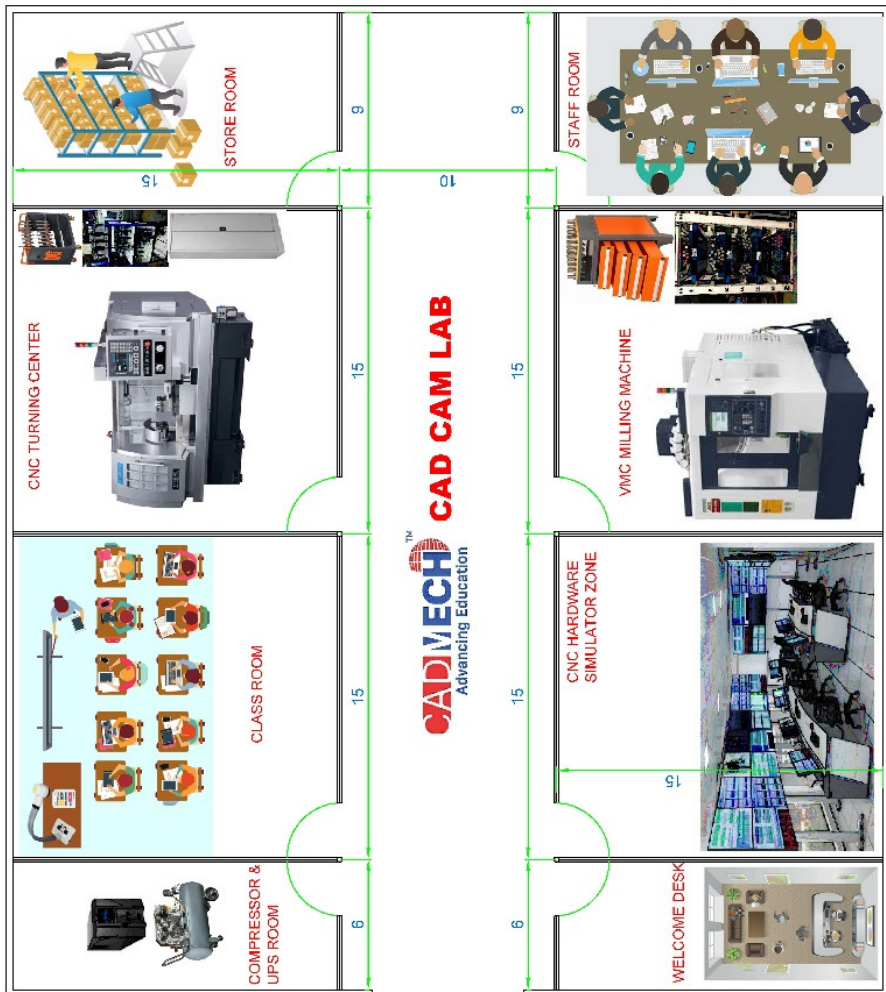 COMPRESSOR &
UPS ROOM
CLASS ROOM
CNC TURNING CENTER
STORE ROOM
15
6
15
15
9
CADMECH™
Advancing Education
CAD CAM LAB
10
6
15
15
9
WELCOME DESK
CNC HARDWARE
SIMULATOR ZONE
VMC MILLING MACHINE
STAFF ROOM
15